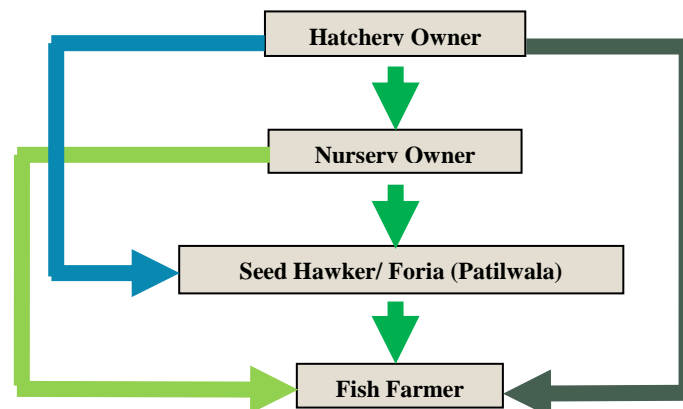 Hatchery Owner
Nursery Owner
Seed Hawker/ Foria (Patilwala)
Fish Farmer